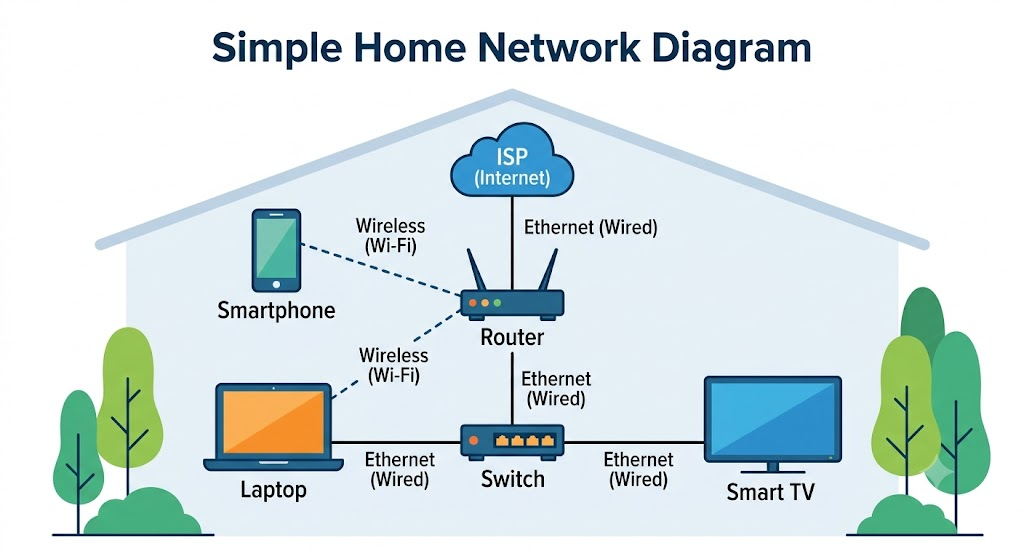 Simple Home Network Diagram
ISP
(Internet)
Ethernet (Wired)
Wireless
(Wi-Fi)
Smartphone
Router
Wireless
(Wi-Fi)
Ethernet
(Wired)
Laptop
Ethernet
(Wired)
Switch
Ethernet
(Wired)
Smart TV